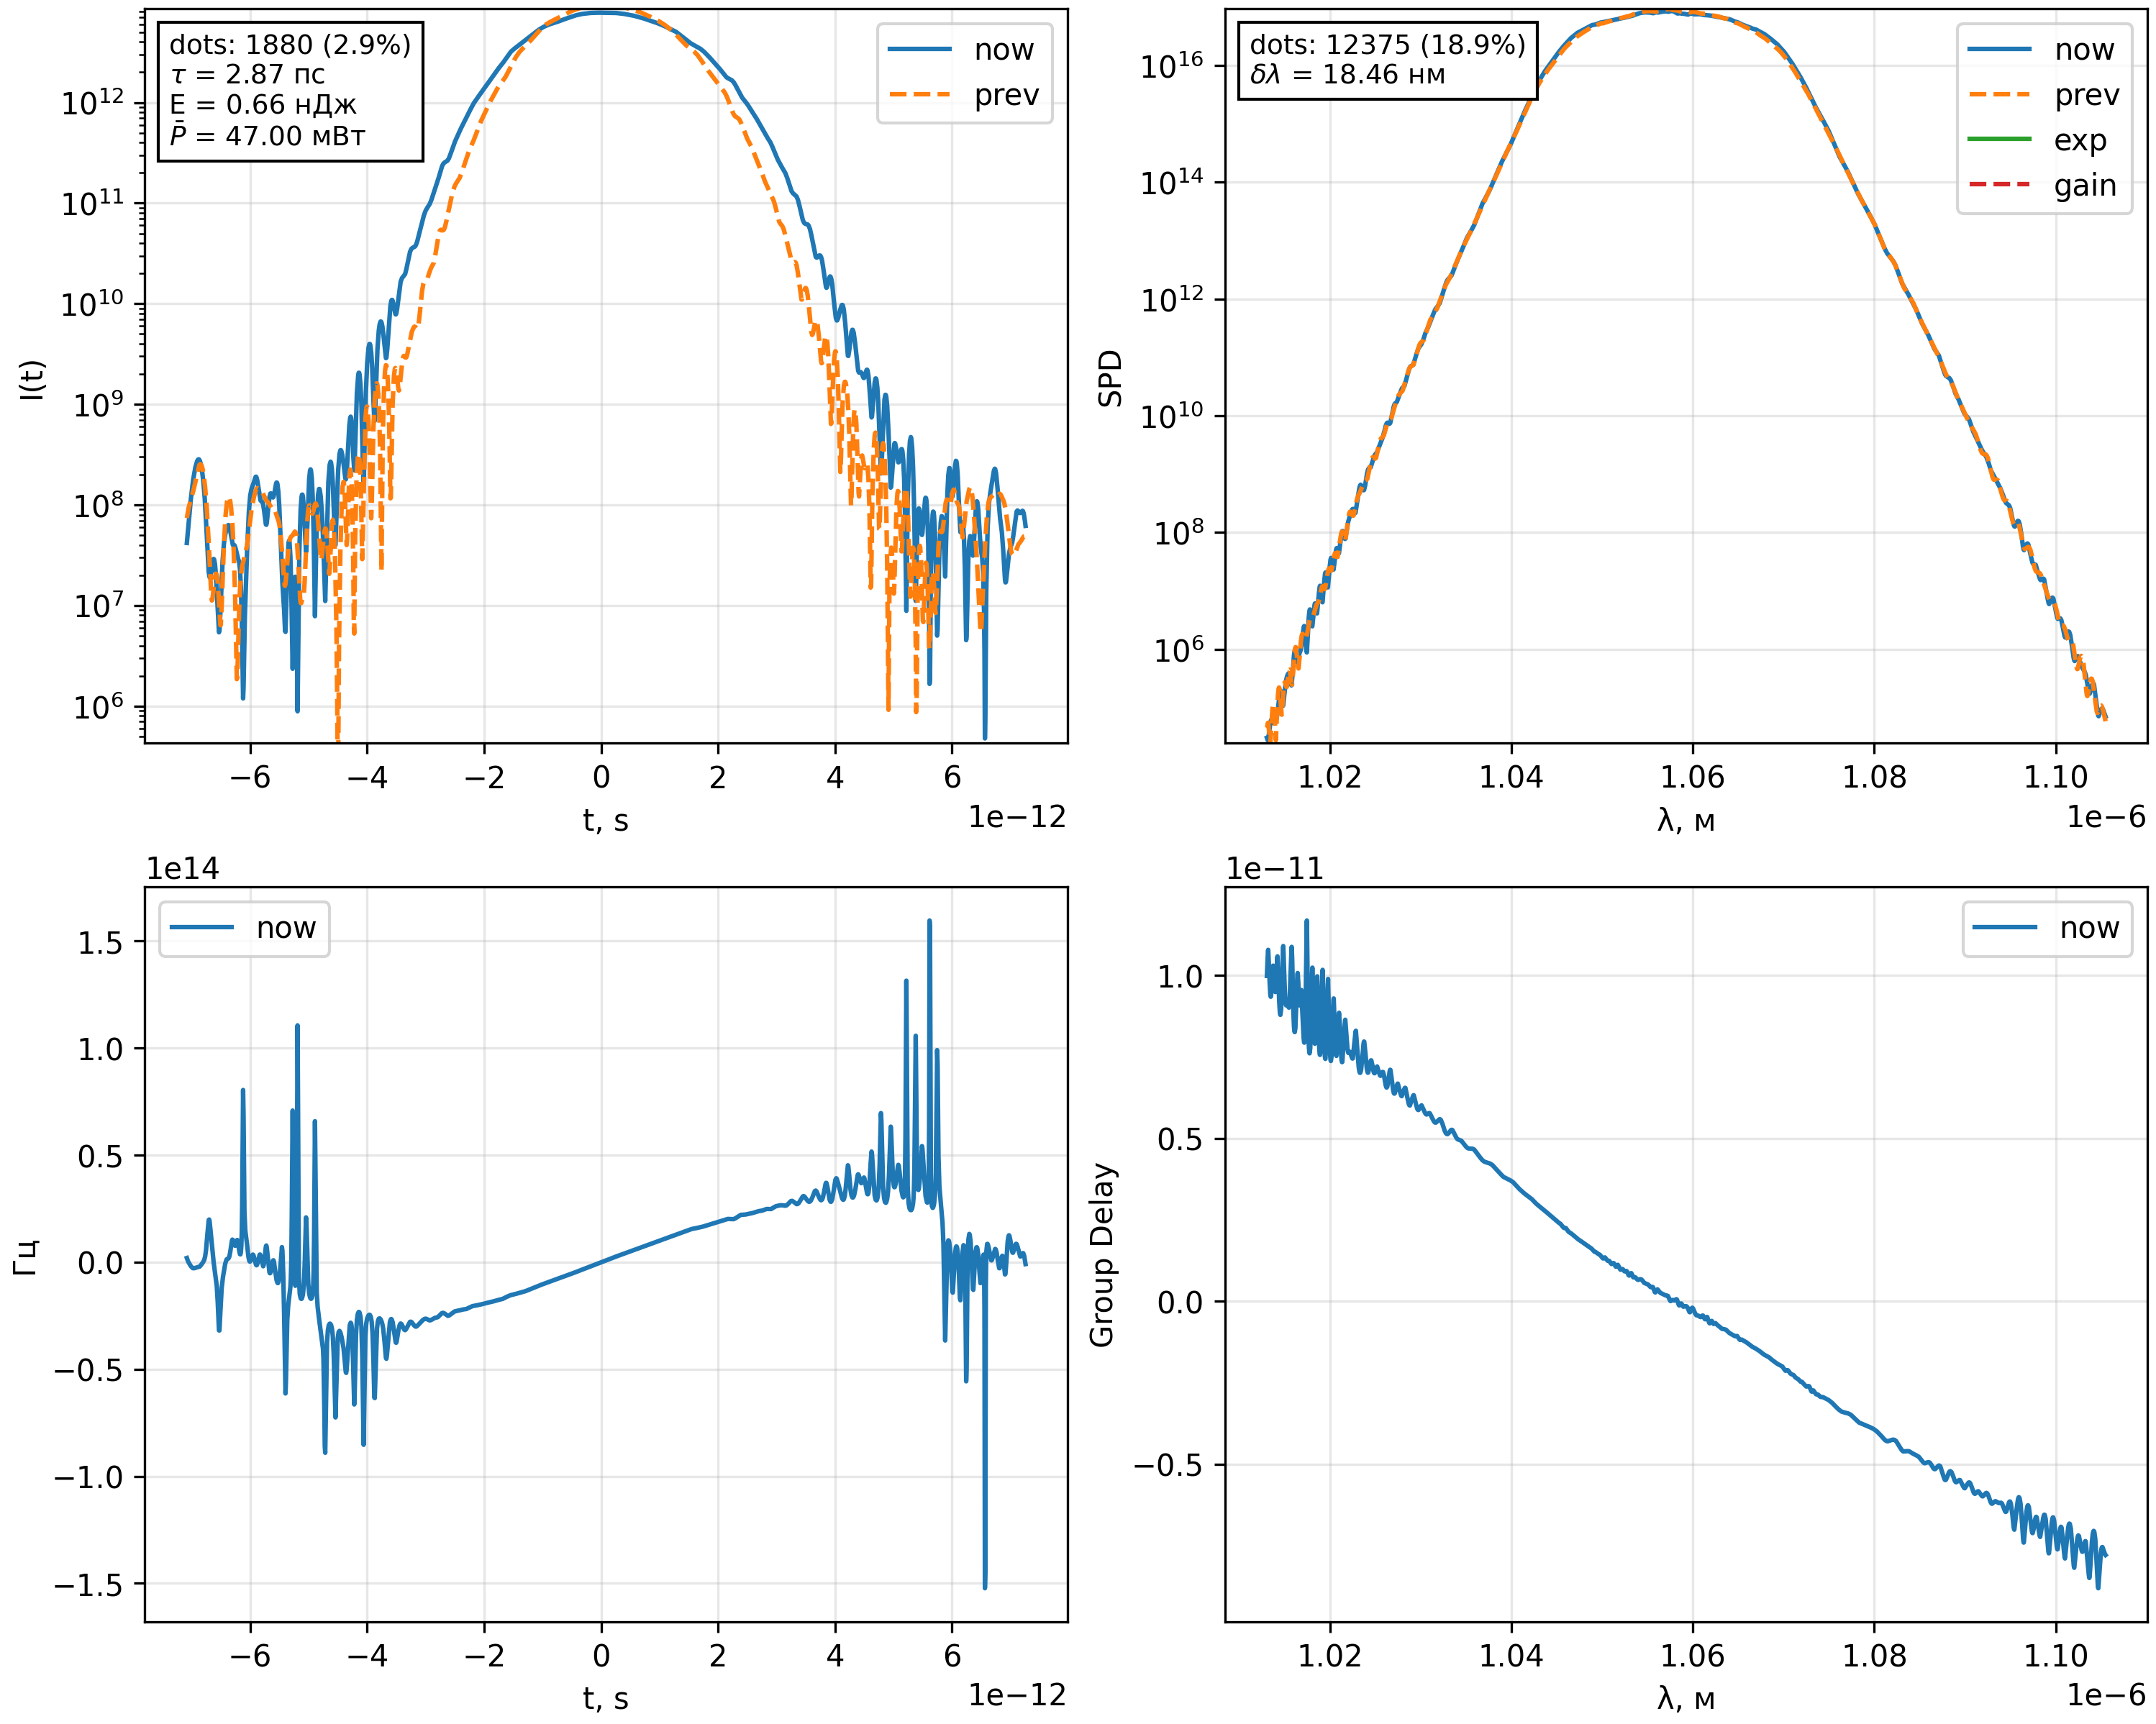 dots: 1880 (2.9%)
τ = 2.87 пс
E = 0.66 нДж
P̄ = 47.00 мВт
now
prev
10¹²
10¹¹
10¹⁰
10⁹
10⁸
10⁷
10⁶
I(t)
−6 −4 −2 0 2 4 6
t, s
1e−12
dots: 12375 (18.9%)
δλ = 18.46 нм
now
prev
exp
gain
10¹⁶
10¹⁴
10¹²
10¹⁰
10⁸
10⁶
SPD
1.02 1.04 1.06 1.08 1.10
λ, м
1e−6
1e14
now
1.5
1.0
0.5
0.0
−0.5
−1.0
−1.5
Гц
−6 −4 −2 0 2 4 6
t, s
1e−12
1e−11
now
1.0
0.5
0.0
−0.5
Group Delay
1.02 1.04 1.06 1.08 1.10
λ, м
1e−6